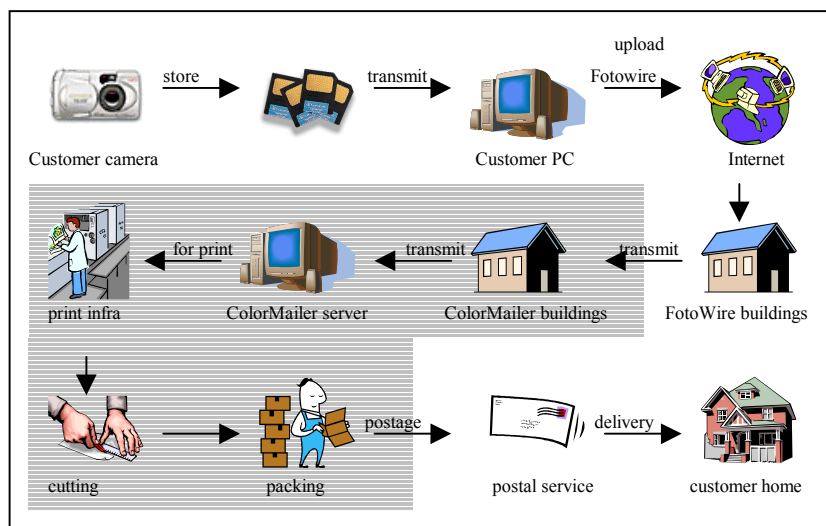 store
transmit
upload
Fotowire
Customer camera
Customer PC
Internet
for print
transmit
transmit
print infra
ColorMailer server
ColorMailer buildings
FotoWire buildings
postage
delivery
cutting
packing
postal service
customer home